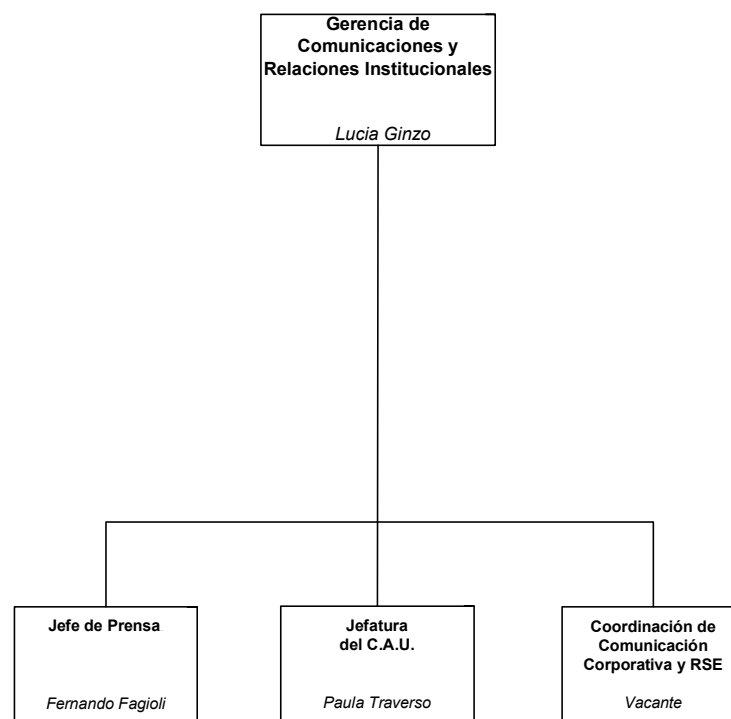 Gerencia de
Comunicaciones y
Relaciones Institucionales
Lucia Ginzo
Jefe de Prensa
Fernando Fagioli
Jefatura
del C.A.U.
Paula Traverso
Coordinación de
Comunicación
Corporativa y RSE
Vacante